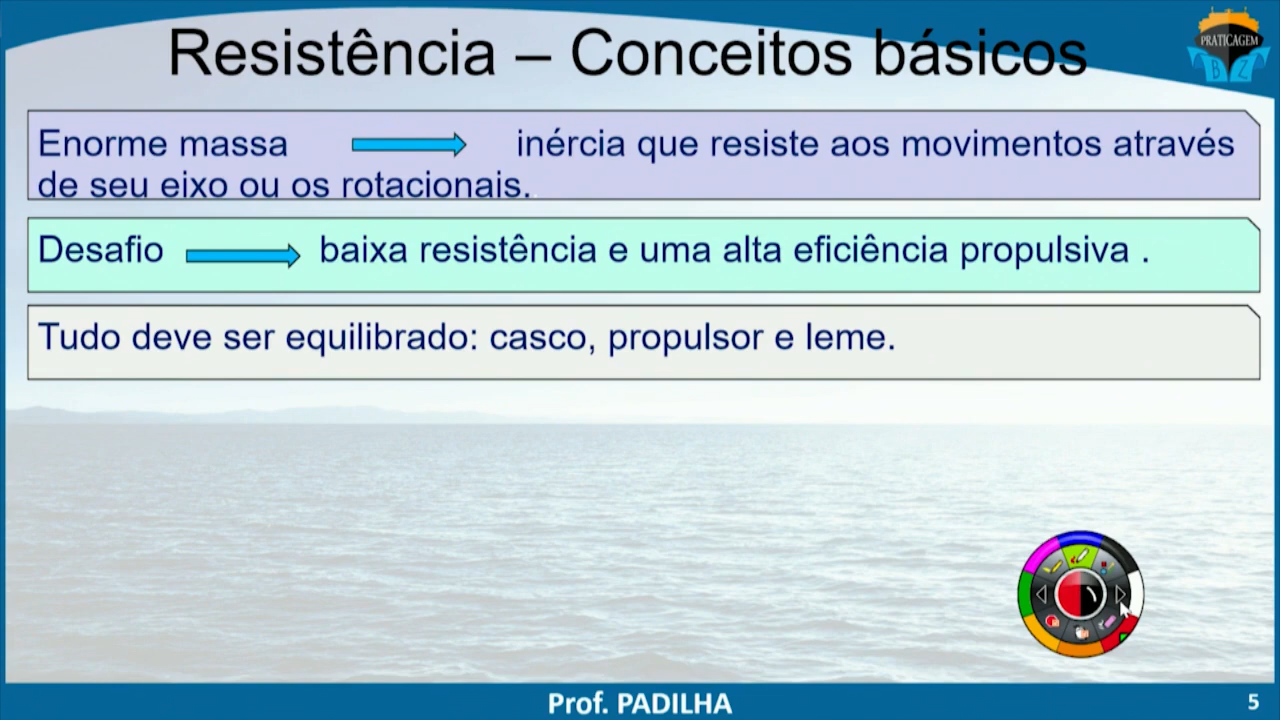 Resistência – Conceitos básicos
PRATICAGEM
B Z
Enorme massa inércia que resiste aos movimentos através
de seu eixo ou os rotacionais.
Desafio baixa resistência e uma alta eficiência propulsiva .
Tudo deve ser equilibrado: casco, propulsor e leme.
Prof. PADILHA
5